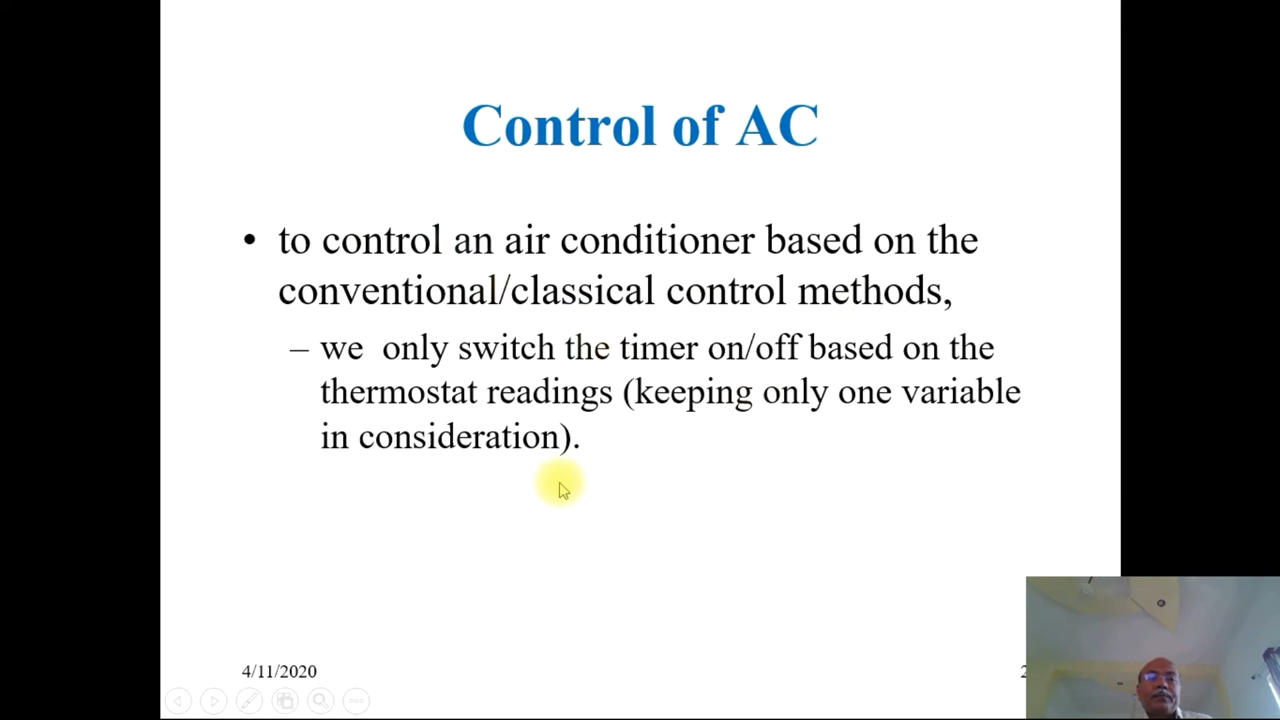 Control of AC
• to control an air conditioner based on the
conventional/classical control methods,
– we only switch the timer on/off based on the
thermostat readings (keeping only one variable
in consideration).
4/11/2020